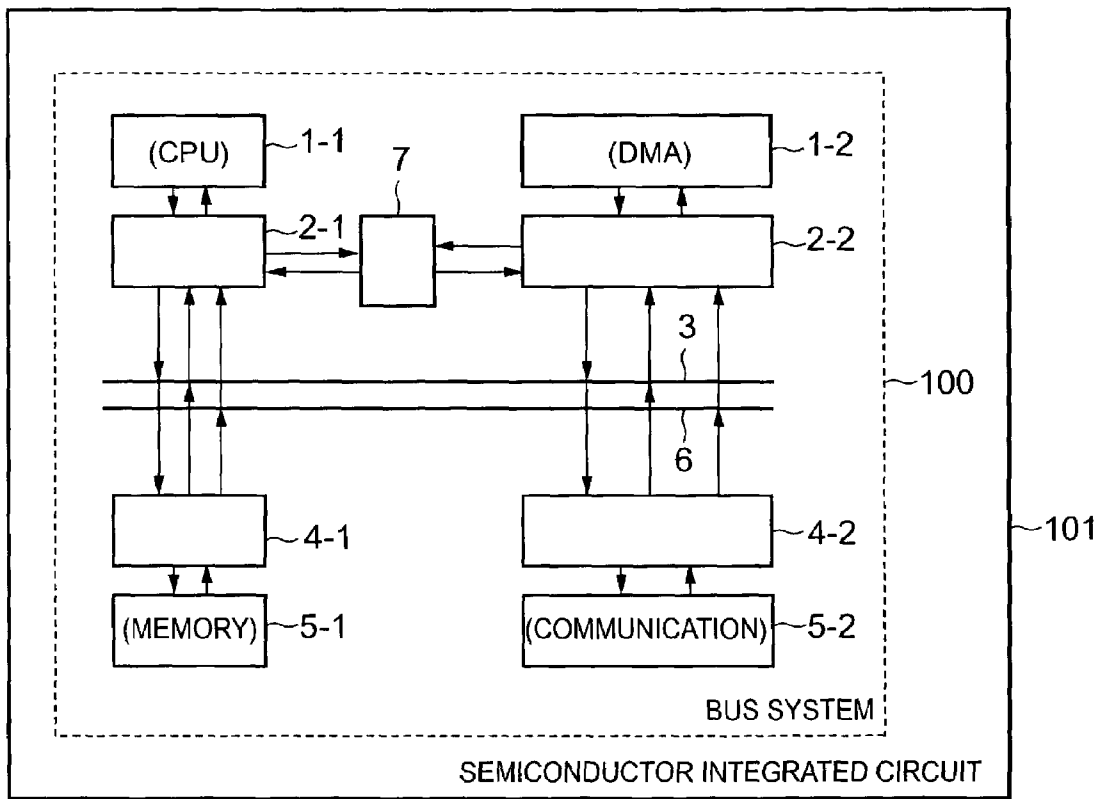 (CPU)
1-1
(DMA)
1-2
7
2-1
2-2
3
100
6
4-1
4-2
101
(MEMORY)
5-1
(COMMUNICATION)
5-2
BUS SYSTEM
SEMICONDUCTOR INTEGRATED CIRCUIT